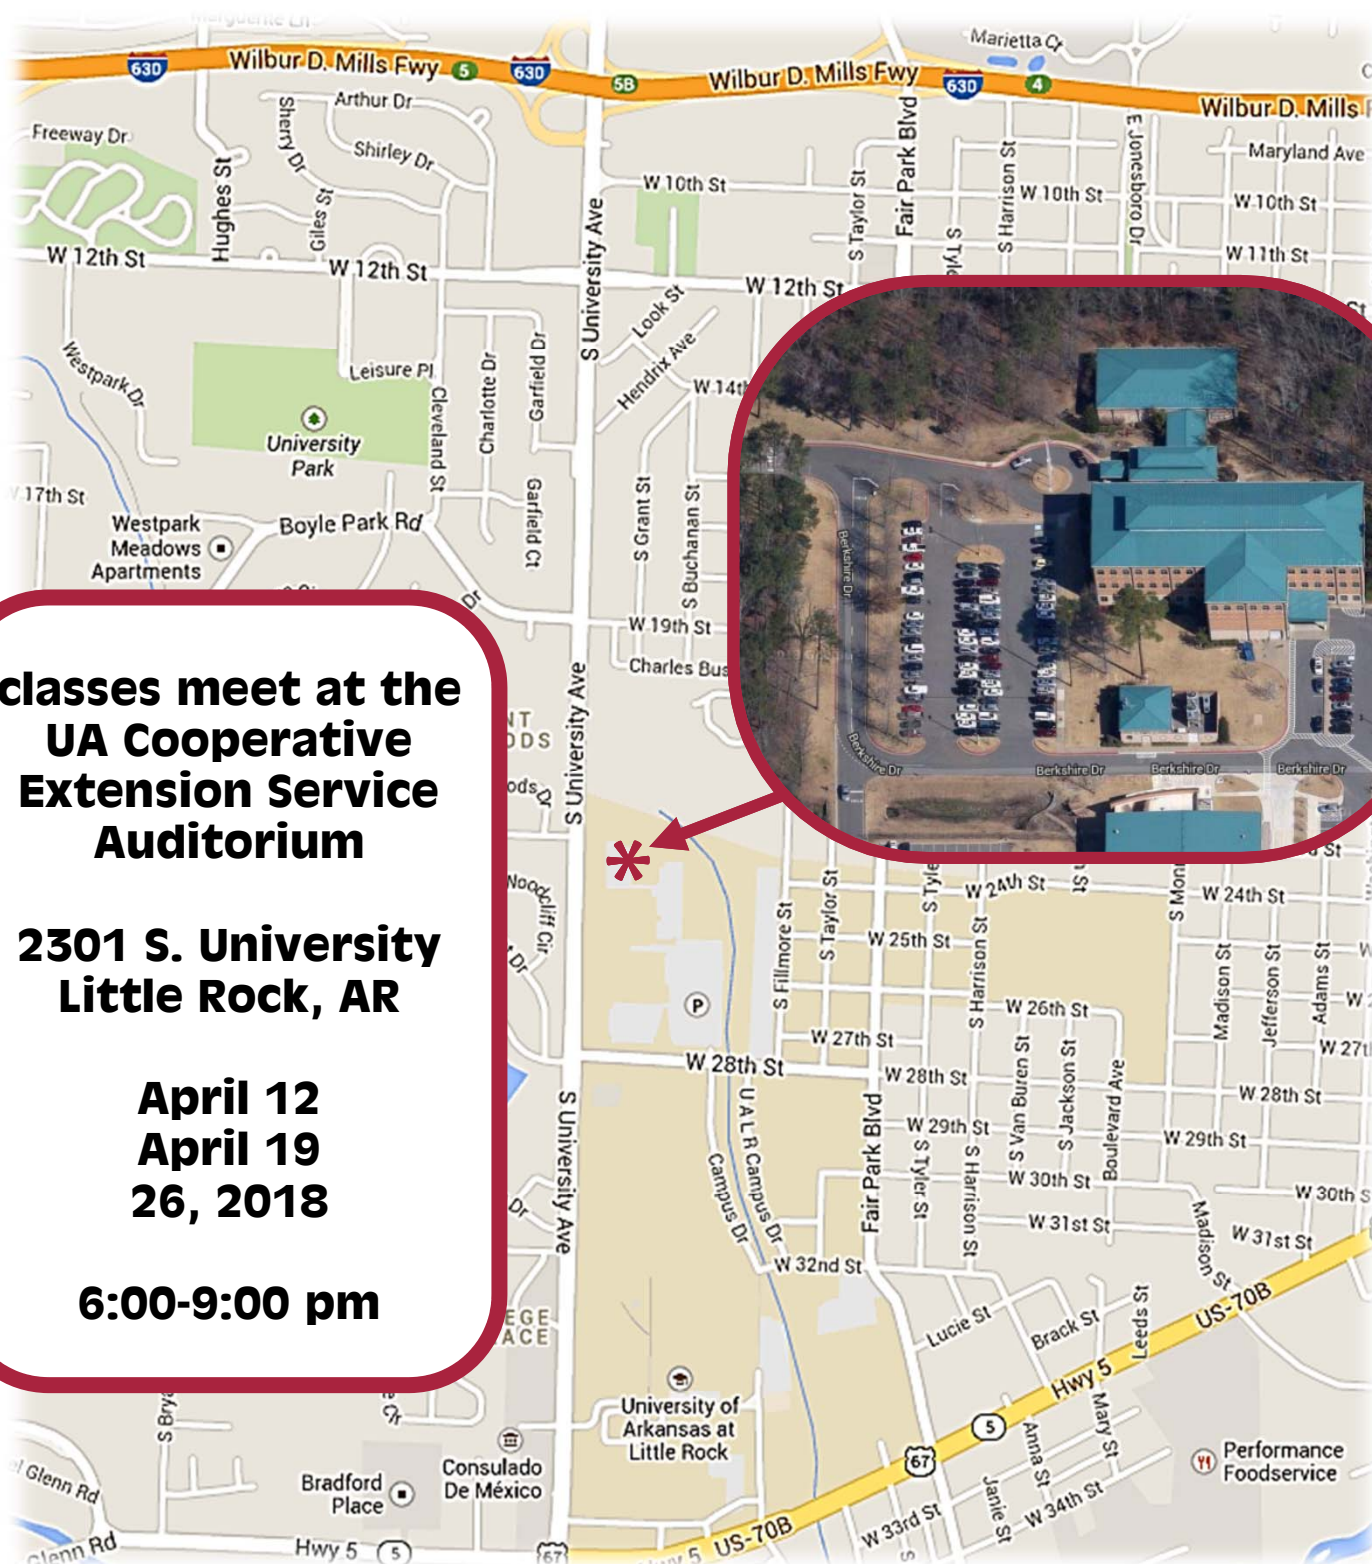 Marietta Cr
630
Wilbur D. Mills Fwy
5
630
5B
Wilbur D. Mills Fwy
630
4
Wilbur D. Mills
Freeway Dr
Arthur Dr
Sherry Dr
Shirley Dr
Hughes St
Giles St
W 10th St
S Taylor St
Fair Park Blvd
S Harrison St
W 10th St
E Jonesboro Dr
Maryland Ave
W 10th St
W 11th St
W 12th St
W 12th St
S University Ave
W 12th St
Look St
Hendrix Ave
W 14th
Westpark Dr
Leisure Pl
University
Park
Cleveland St
Charlotte Dr
Garfield Dr
Garfield Ct
17th St
Westpark
Meadows
Apartments
Boyle Park Rd
Dr
S Grant St
S Buchanan St
W 19th St
Charles Bus
Berkshire Dr
Berkshire Dr
Berkshire Dr
Berkshire Dr
Berkshire Dr
classes meet at the
UA Cooperative
Extension Service
Auditorium
2301 S. University
Little Rock, AR
April 12
April 19
26, 2018
6:00-9:00 pm
S University Ave
*
Woodcliff Cir
Dr
P
S Fillmore St
S Taylor St
S Tyle
W 24th St
S Mon
W 24th St
W 25th St
S Harrison St
W 26th St
Madison St
Jefferson St
Adams St
W 27th St
W 27t
W 28th St
W 28th St
W 28th St
S University Ave
U A L R Campus Dr
Campus Dr
Fair Park Blvd
W 29th St
S Tyler St
S Harrison St
S Van Buren St
S Jackson St
Boulevard Ave
W 29th St
W 30th St
W 30th S
W 31st St
W 31st St
Madison St
Dr
W 32nd St
Lucie St
Brack St
Leeds St
US-70B
Hwy 5
EGE
ACE
University of
Arkansas at
Little Rock
5
67
Anna St
Mary St
Janie St
W 33rd St
W 34th St
Performance
Foodservice
S Brya
Consulado
De México
Bradford
Place
Glenn Rd
Glenn Rd
Hwy 5
5
67
US-70B